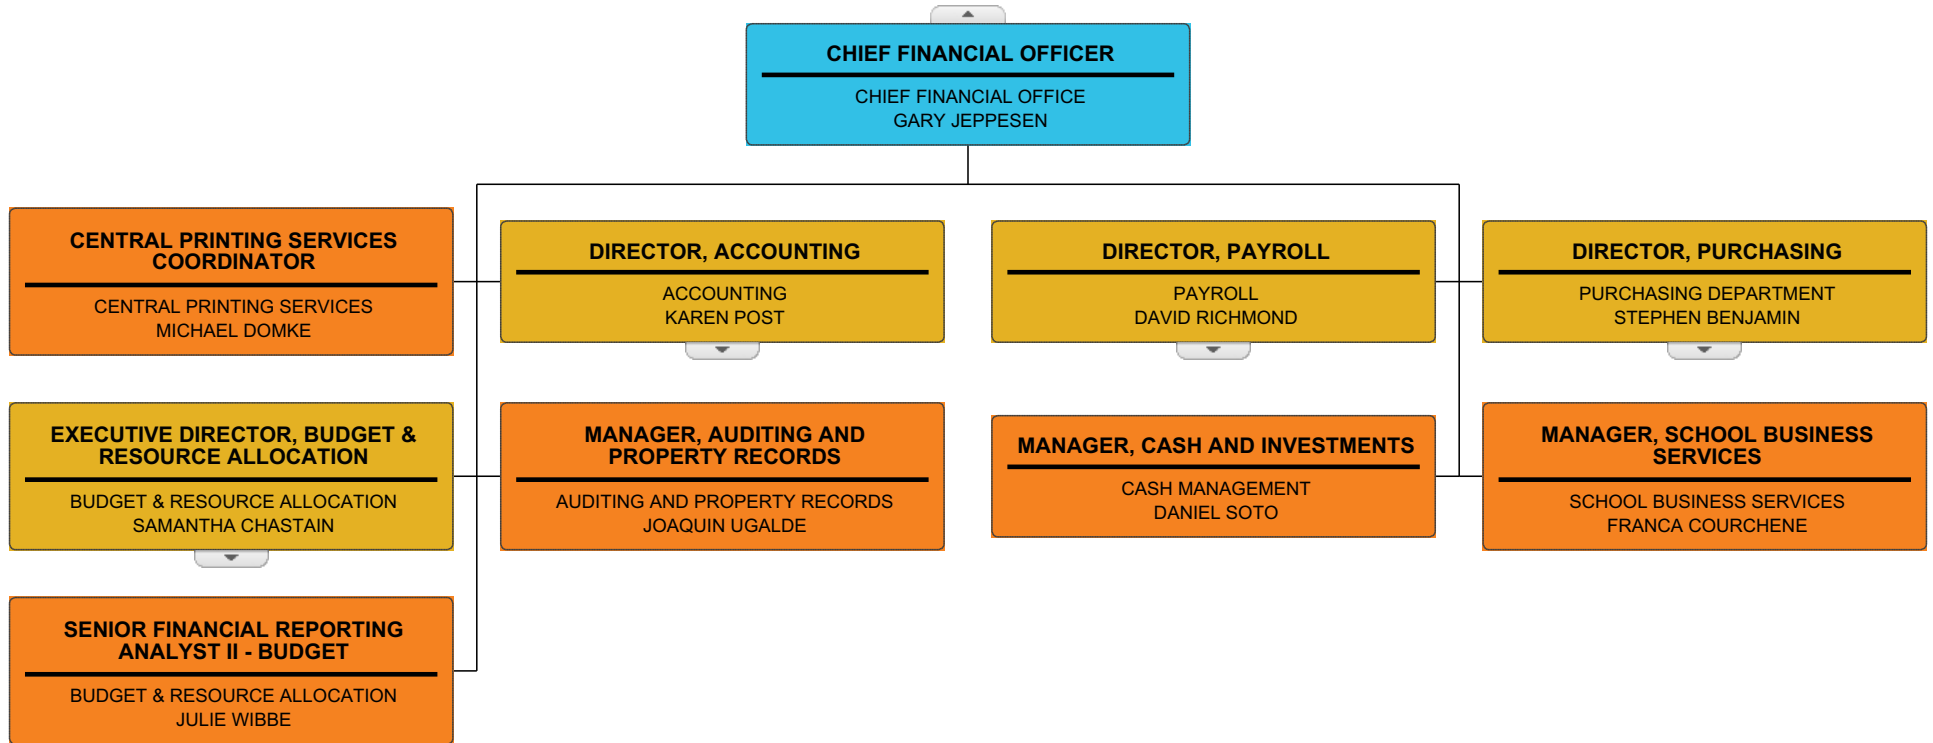 CHIEF FINANCIAL OFFICER
CHIEF FINANCIAL OFFICE
GARY JEPPESEN
CENTRAL PRINTING SERVICES
COORDINATOR
CENTRAL PRINTING SERVICES
MICHAEL DOMKE
DIRECTOR, ACCOUNTING
ACCOUNTING
KAREN POST
DIRECTOR, PAYROLL
PAYROLL
DAVID RICHMOND
DIRECTOR, PURCHASING
PURCHASING DEPARTMENT
STEPHEN BENJAMIN
EXECUTIVE DIRECTOR, BUDGET &
RESOURCE ALLOCATION
BUDGET & RESOURCE ALLOCATION
SAMANTHA CHASTAIN
MANAGER, AUDITING AND
PROPERTY RECORDS
AUDITING AND PROPERTY RECORDS
JOAQUIN UGALDE
MANAGER, CASH AND INVESTMENTS
CASH MANAGEMENT
DANIEL SOTO
MANAGER, SCHOOL BUSINESS
SERVICES
SCHOOL BUSINESS SERVICES
FRANCA COURCHENE
SENIOR FINANCIAL REPORTING
ANALYST II - BUDGET
BUDGET & RESOURCE ALLOCATION
JULIE WIBBE